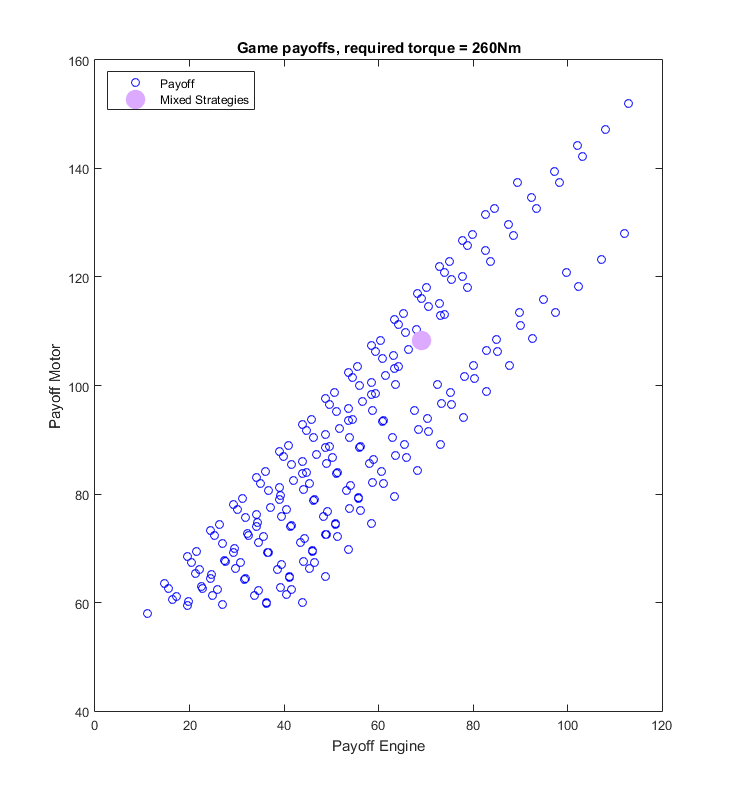 Game payoffs, required torque = 260Nm
160
Payoff
Mixed Strategies
140
120
100
80
60
40
Payoff Motor
0 20 40 60 80 100 120
Payoff Engine